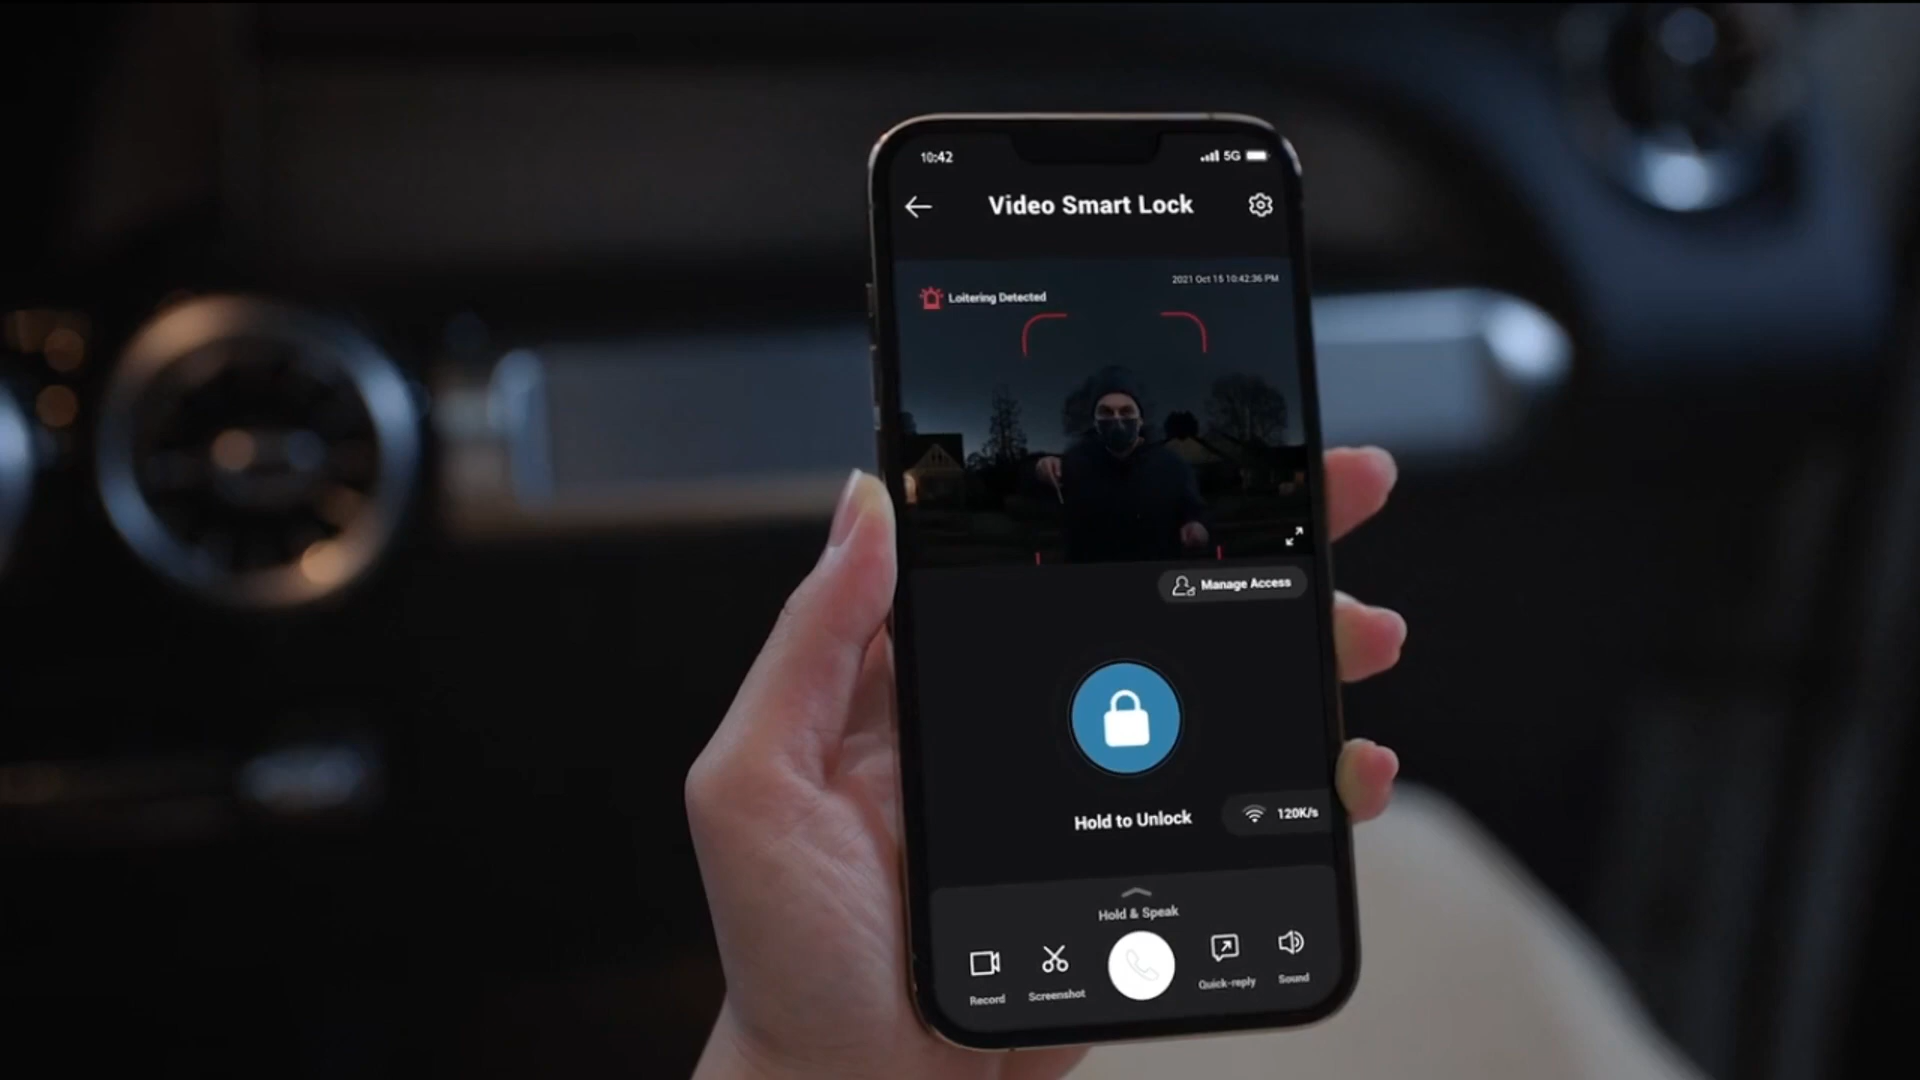 10:42
5G
Video Smart Lock
2021 Oct 15 10:42:36 PM
Loitering Detected
Manage Access
Hold to Unlock
120K/s
Hold & Speak
Record
Screenshot
Quick-reply
Sound